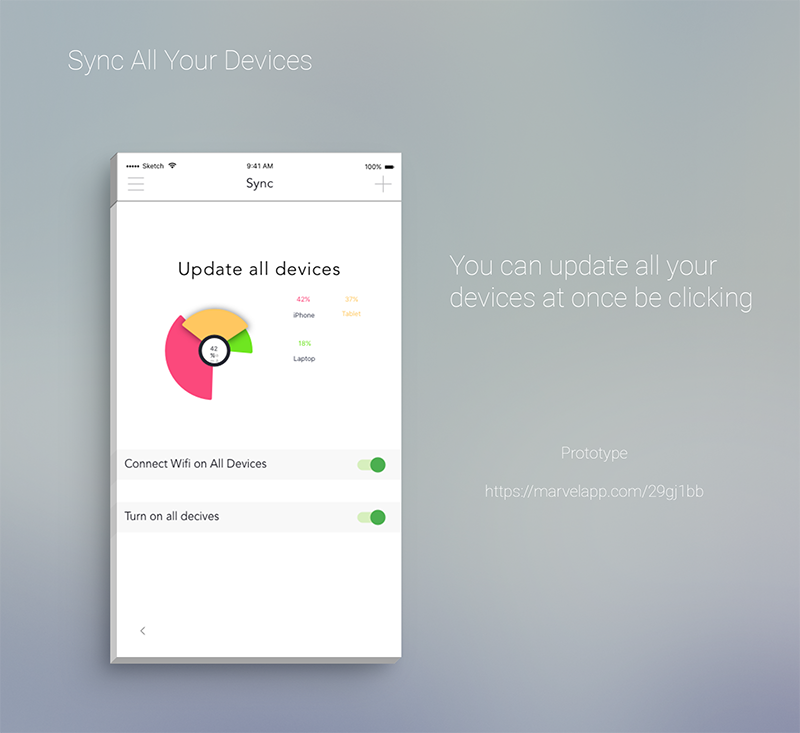 Sync All Your Devices
Sketch 9:41 AM 100%
Sync
Update all devices
42% 37%
iPhone Tablet
42
%
18%
Laptop
You can update all your
devices at once be clicking
Prototype
https://marvelapp.com/29gj1bb
Connect Wifi on All Devices
Turn on all decives